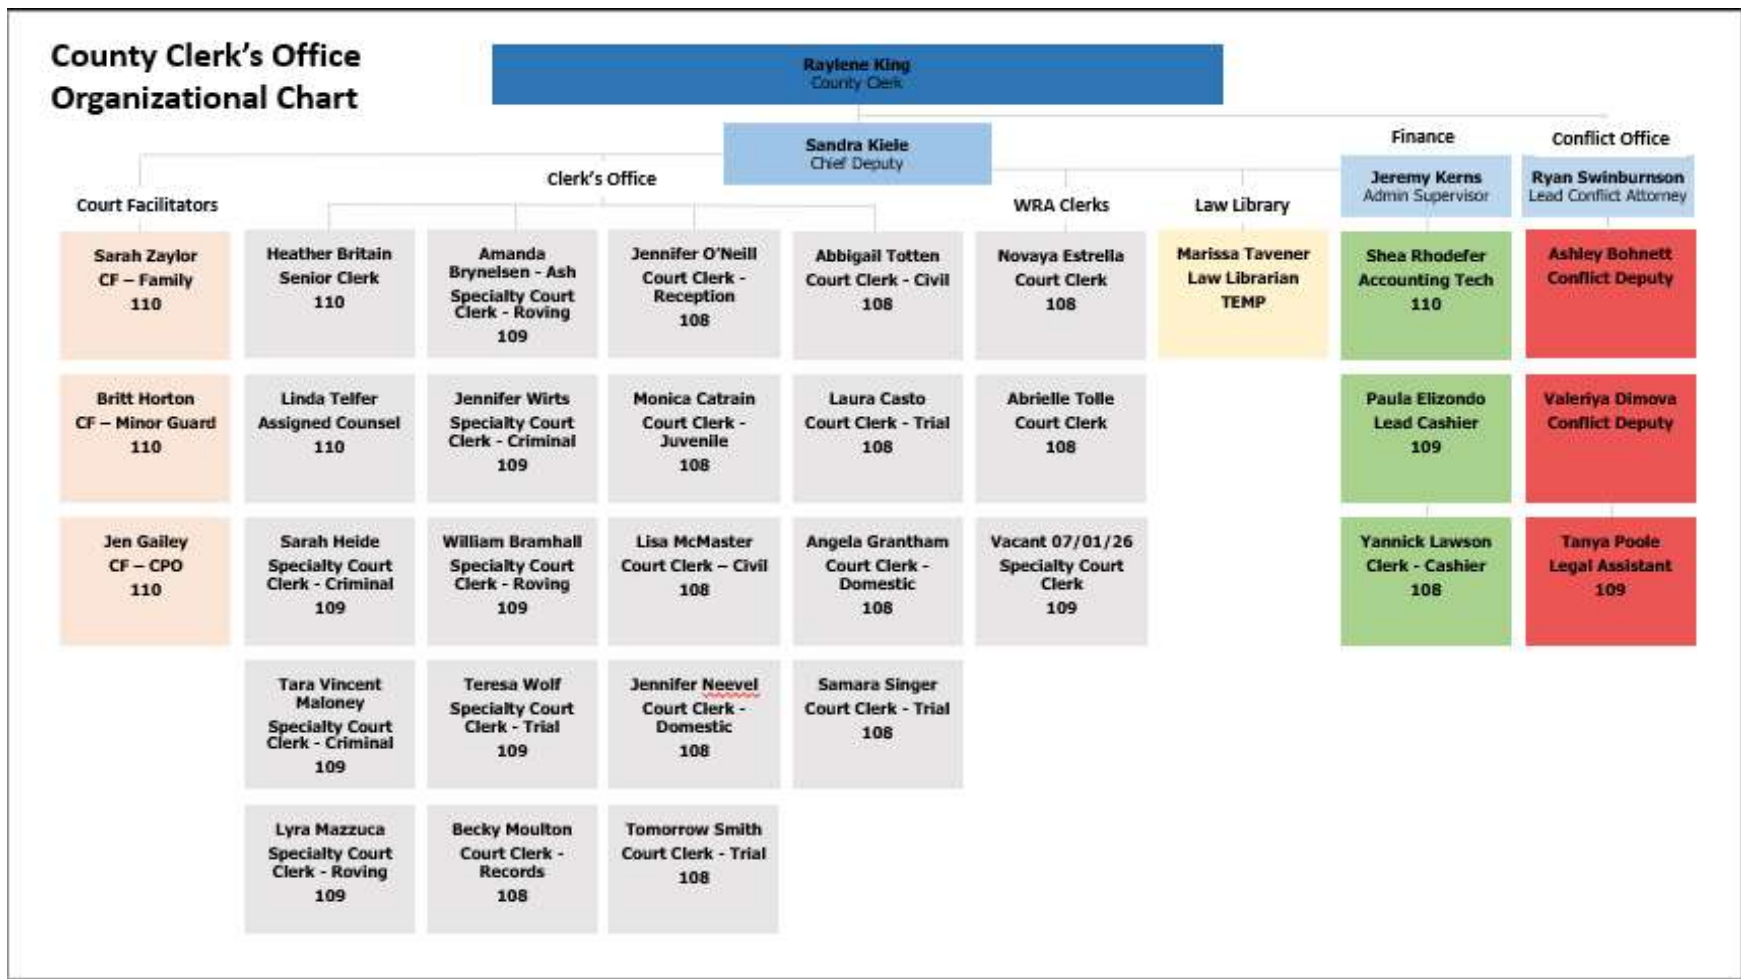 County Clerk's Office
Organizational Chart
Raylene King
County Clerk
Sandra Kiele
Chief Deputy
Finance
Jeremy Kerns
Admin Supervisor
Conflict Office
Ryan Swinburnson
Lead Conflict Attorney
Court Facilitators
Clerk's Office
WRA Clerks
Law Library
Sarah Zaylor
CF – Family
110
Heather Britain
Senior Clerk
110
Amanda
Brynelsen - Ash
Specialty Court
Clerk - Roving
109
Jennifer O'Neill
Court Clerk -
Reception
108
Abbigail Totten
Court Clerk - Civil
108
Novaya Estrella
Court Clerk
108
Marissa Tavener
Law Librarian
TEMP
Shea Rhodefer
Accounting Tech
110
Ashley Bohnett
Conflict Deputy
Britt Horton
CF – Minor Guard
110
Linda Telfer
Assigned Counsel
110
Jennifer Wirts
Specialty Court
Clerk - Criminal
109
Monica Catrain
Court Clerk -
Juvenile
108
Laura Casto
Court Clerk - Trial
108
Abrielle Tolle
Court Clerk
108
Paula Elizondo
Lead Cashier
109
Valeriya Dimova
Conflict Deputy
Jen Gailey
CF – CPO
110
Sarah Heide
Specialty Court
Clerk - Criminal
109
William Bramhall
Specialty Court
Clerk - Roving
109
Lisa McMaster
Court Clerk – Civil
108
Angela Grantham
Court Clerk -
Domestic
108
Vacant 07/01/26
Specialty Court
Clerk
109
Yannick Lawson
Clerk - Cashier
108
Tanya Poole
Legal Assistant
109
Tara Vincent
Maloney
Specialty Court
Clerk - Criminal
109
Teresa Wolf
Specialty Court
Clerk - Trial
109
Jennifer Neevel
Court Clerk -
Domestic
108
Samara Singer
Court Clerk - Trial
108
Lyra Mazzuca
Specialty Court
Clerk - Roving
109
Becky Moulton
Court Clerk -
Records
108
Tomorrow Smith
Court Clerk - Trial
108